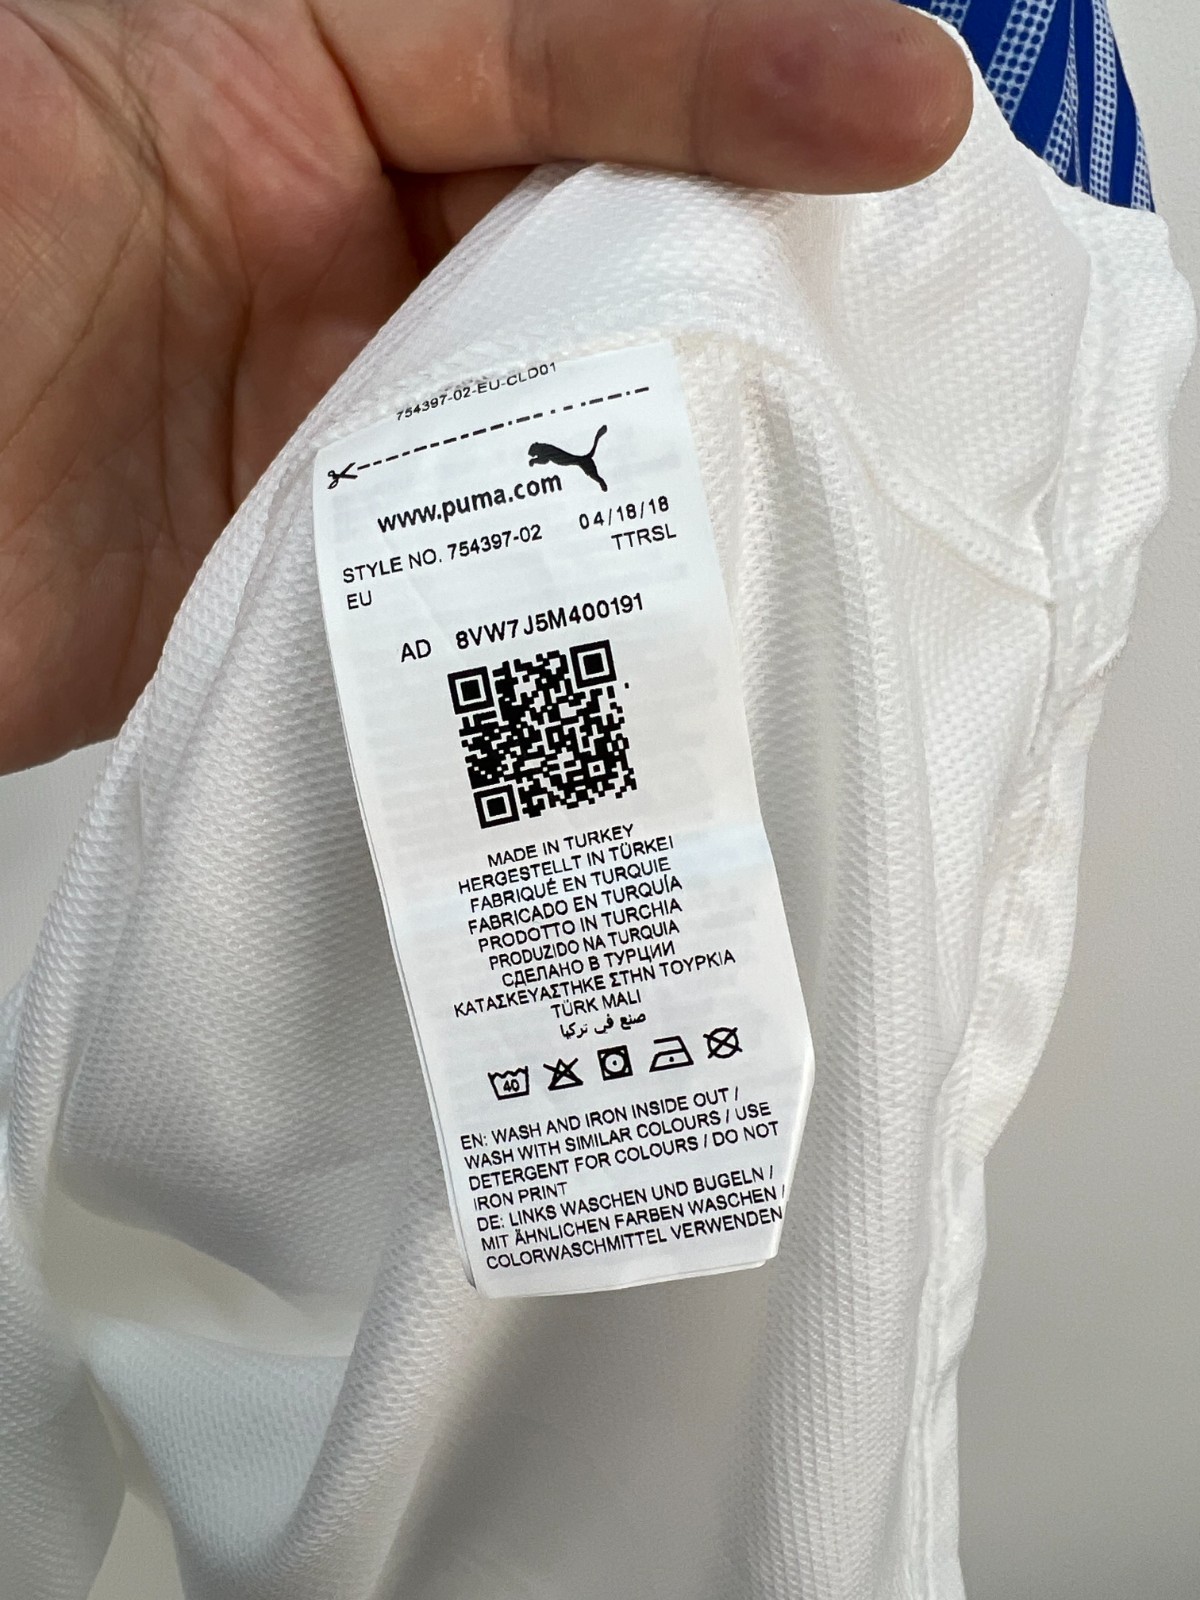 754397-02-EU-CLD01
www.puma.com
STYLE NO. 754397-02 04/18/18
EU TTRSL
AD 8VW7J5M400191
MADE IN TURKEY
HERGESTELLT IN TÜRKEI
FABRIQUÉ EN TURQUIE
FABRICADO EN TURQUÍA
PRODOTTO IN TURCHIA
PRODUZIDO NA TURQUIA
СДЕЛАНО В ТУРЦИИ
ΚΑΤΑΣΚΕΥΑΣΤΗΚΕ ΣΤΗΝ ΤΟΥΡΚΙΑ
TÜRK MALI
صنع في تركيا
40
EN: WASH AND IRON INSIDE OUT /
WASH WITH SIMILAR COLOURS / USE
DETERGENT FOR COLOURS / DO NOT
IRON PRINT
DE: LINKS WASCHEN UND BUGELN /
MIT ÄHNLICHEN FARBEN WASCHEN /
COLORWASCHMITTEL VERWENDEN